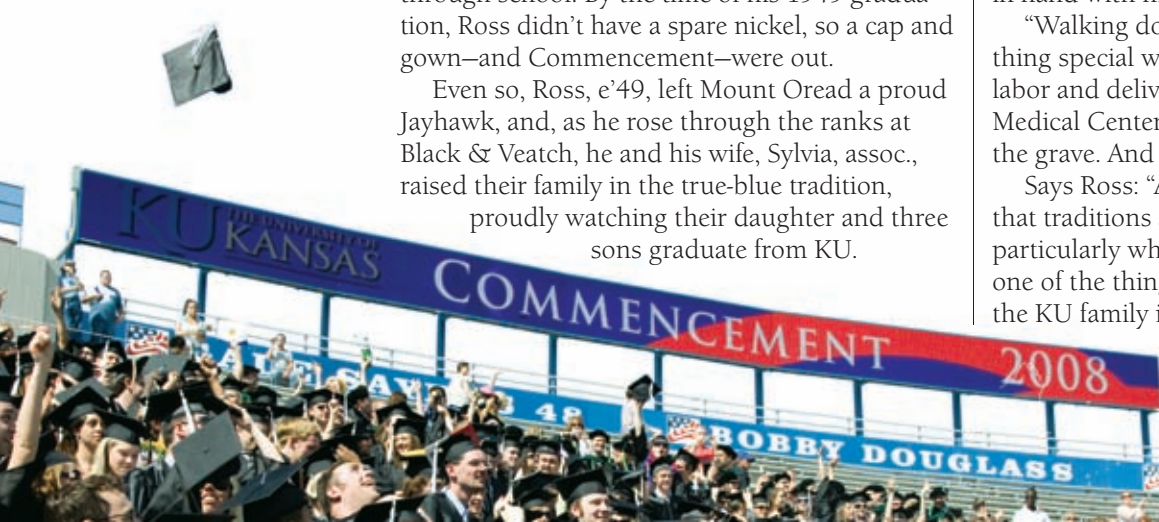 through school. By the time of his 1949 gradua-
tion, Ross didn’t have a spare nickel, so a cap and
gown—and Commencement—were out.
Even so, Ross, e’49, left Mount Oread a proud
Jayhawk, and, as he rose through the ranks at
Black & Veatch, he and his wife, Sylvia, assoc.,
raised their family in the true-blue tradition,
proudly watching their daughter and three
sons graduate from KU.
“Walking
thing special
labor and
Medical Center
the grave. And
Says Ross:
that traditions
particularly
one of the
the KU family
KU
THE UNIVERSITY OF
KANSAS
COMMENCEMENT 2008
48
BOBBY DOUGLASS